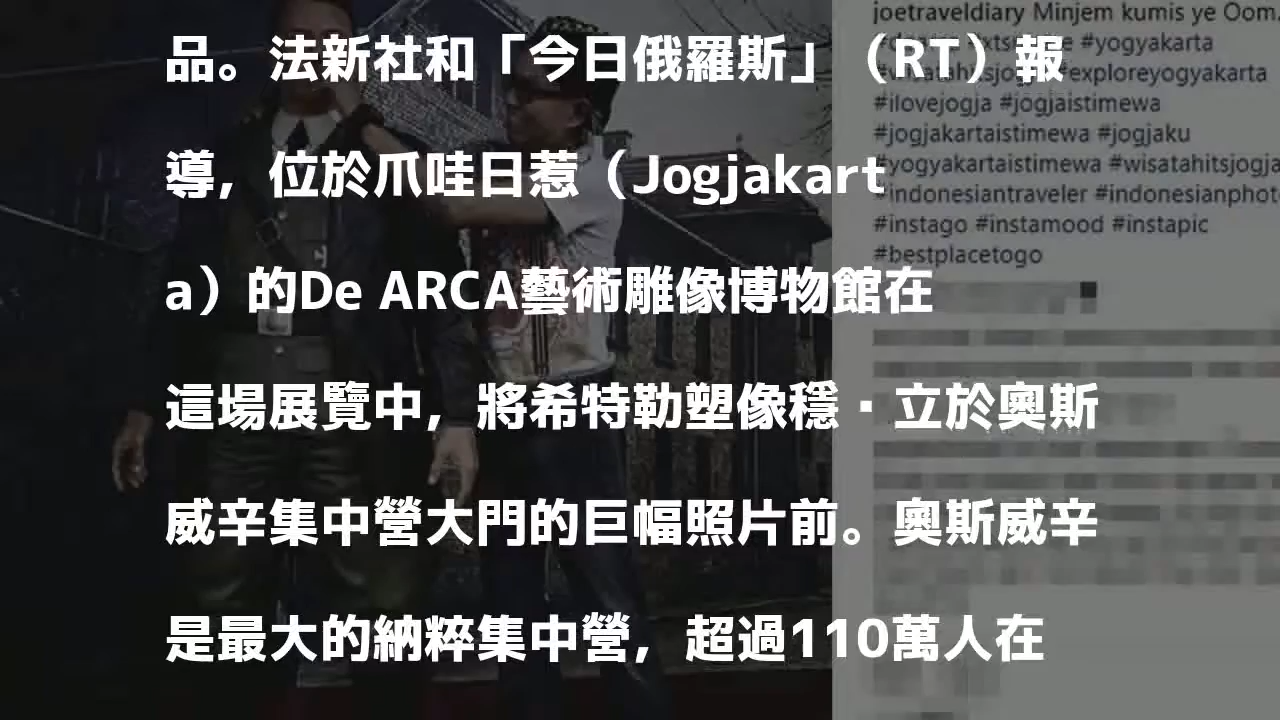 品。法新社和「今日俄羅斯」（RT）報
導，位於爪哇日惹（Jogjakart
a）的De ARCA藝術雕像博物館在
這場展覽中，將希特勒塑像穩·立於奧斯
威辛集中營大門的巨幅照片前。奧斯威辛
是最大的納粹集中營，超過110萬人在
joetraveldiary Minjem kumis ye Oom.
#yogyakarta
#exploreyogyakarta
#ilovejogja #jogjaistimewa
#jogjakartaistimewa #jogjaku
#yogyakartaistimewa #wisatahitsjogja
#indonesiantraveler #indonesianphot
#instago #instamood #instapic
#bestplacetogo